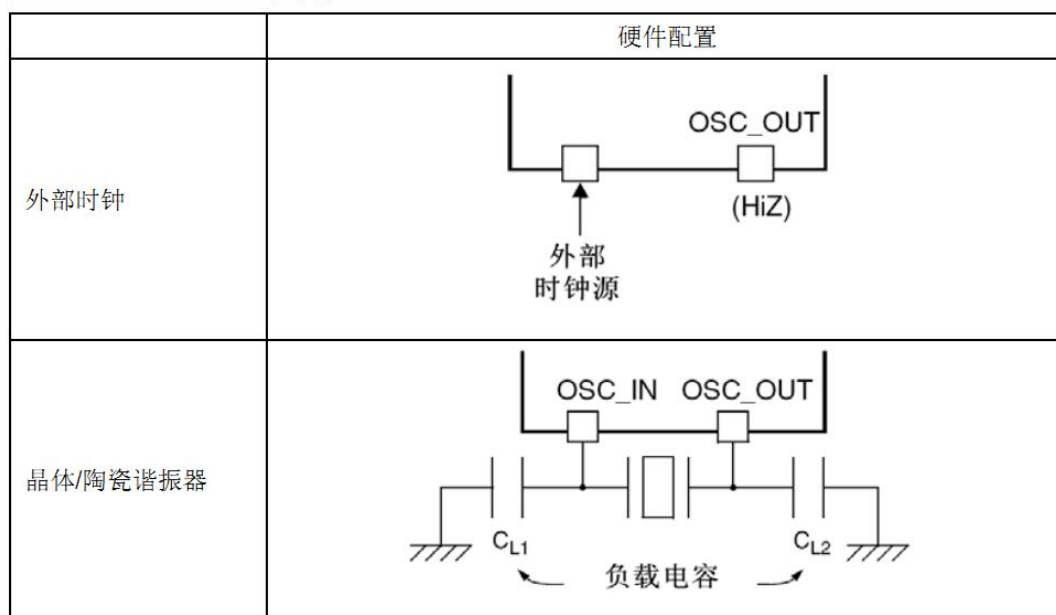 硬件配置
外部时钟
OSC_OUT
(HiZ)
外部
时钟源
晶体/陶瓷谐振器
OSC_IN OSC_OUT
CL1
CL2
负载电容